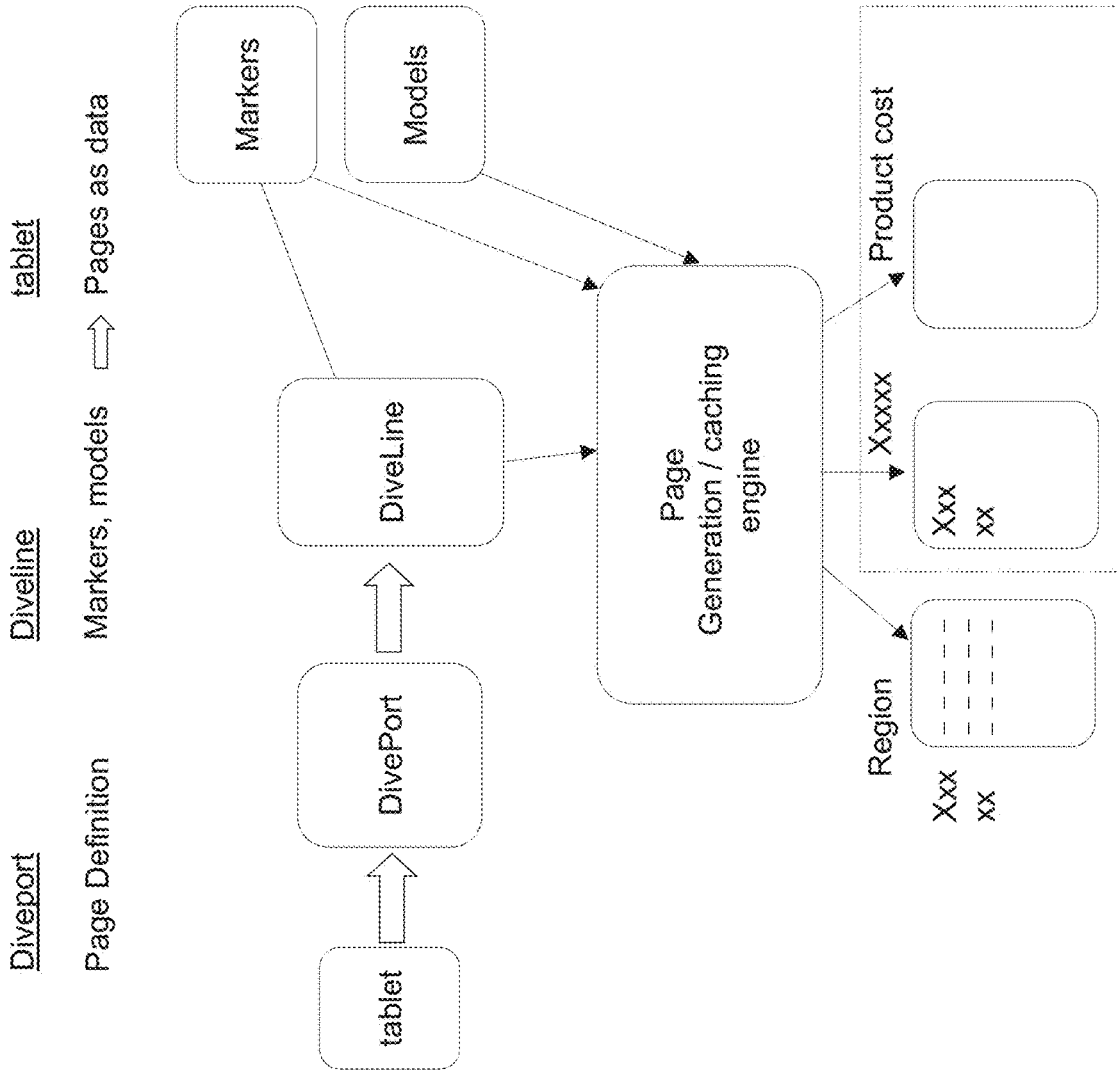 Diveport
Diveline
tablet
Page Definition
Markers, models
Pages as data
Markers
Models
tablet
DivePort
DiveLine
Page
Generation / caching
engine
Region
Xxxxx
Product cost
Xxx
xx
Xxx
xx